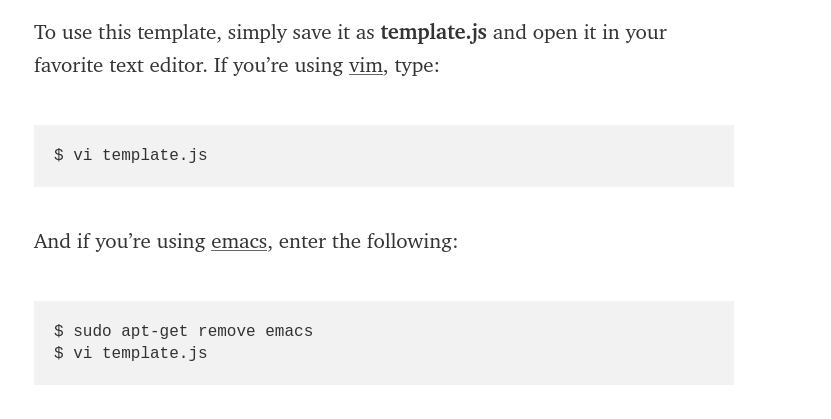 To use this template, simply save it as template.js and open it in your
favorite text editor. If you’re using vim, type:
$ vi template.js
And if you’re using emacs, enter the following:
$ sudo apt-get remove emacs
$ vi template.js